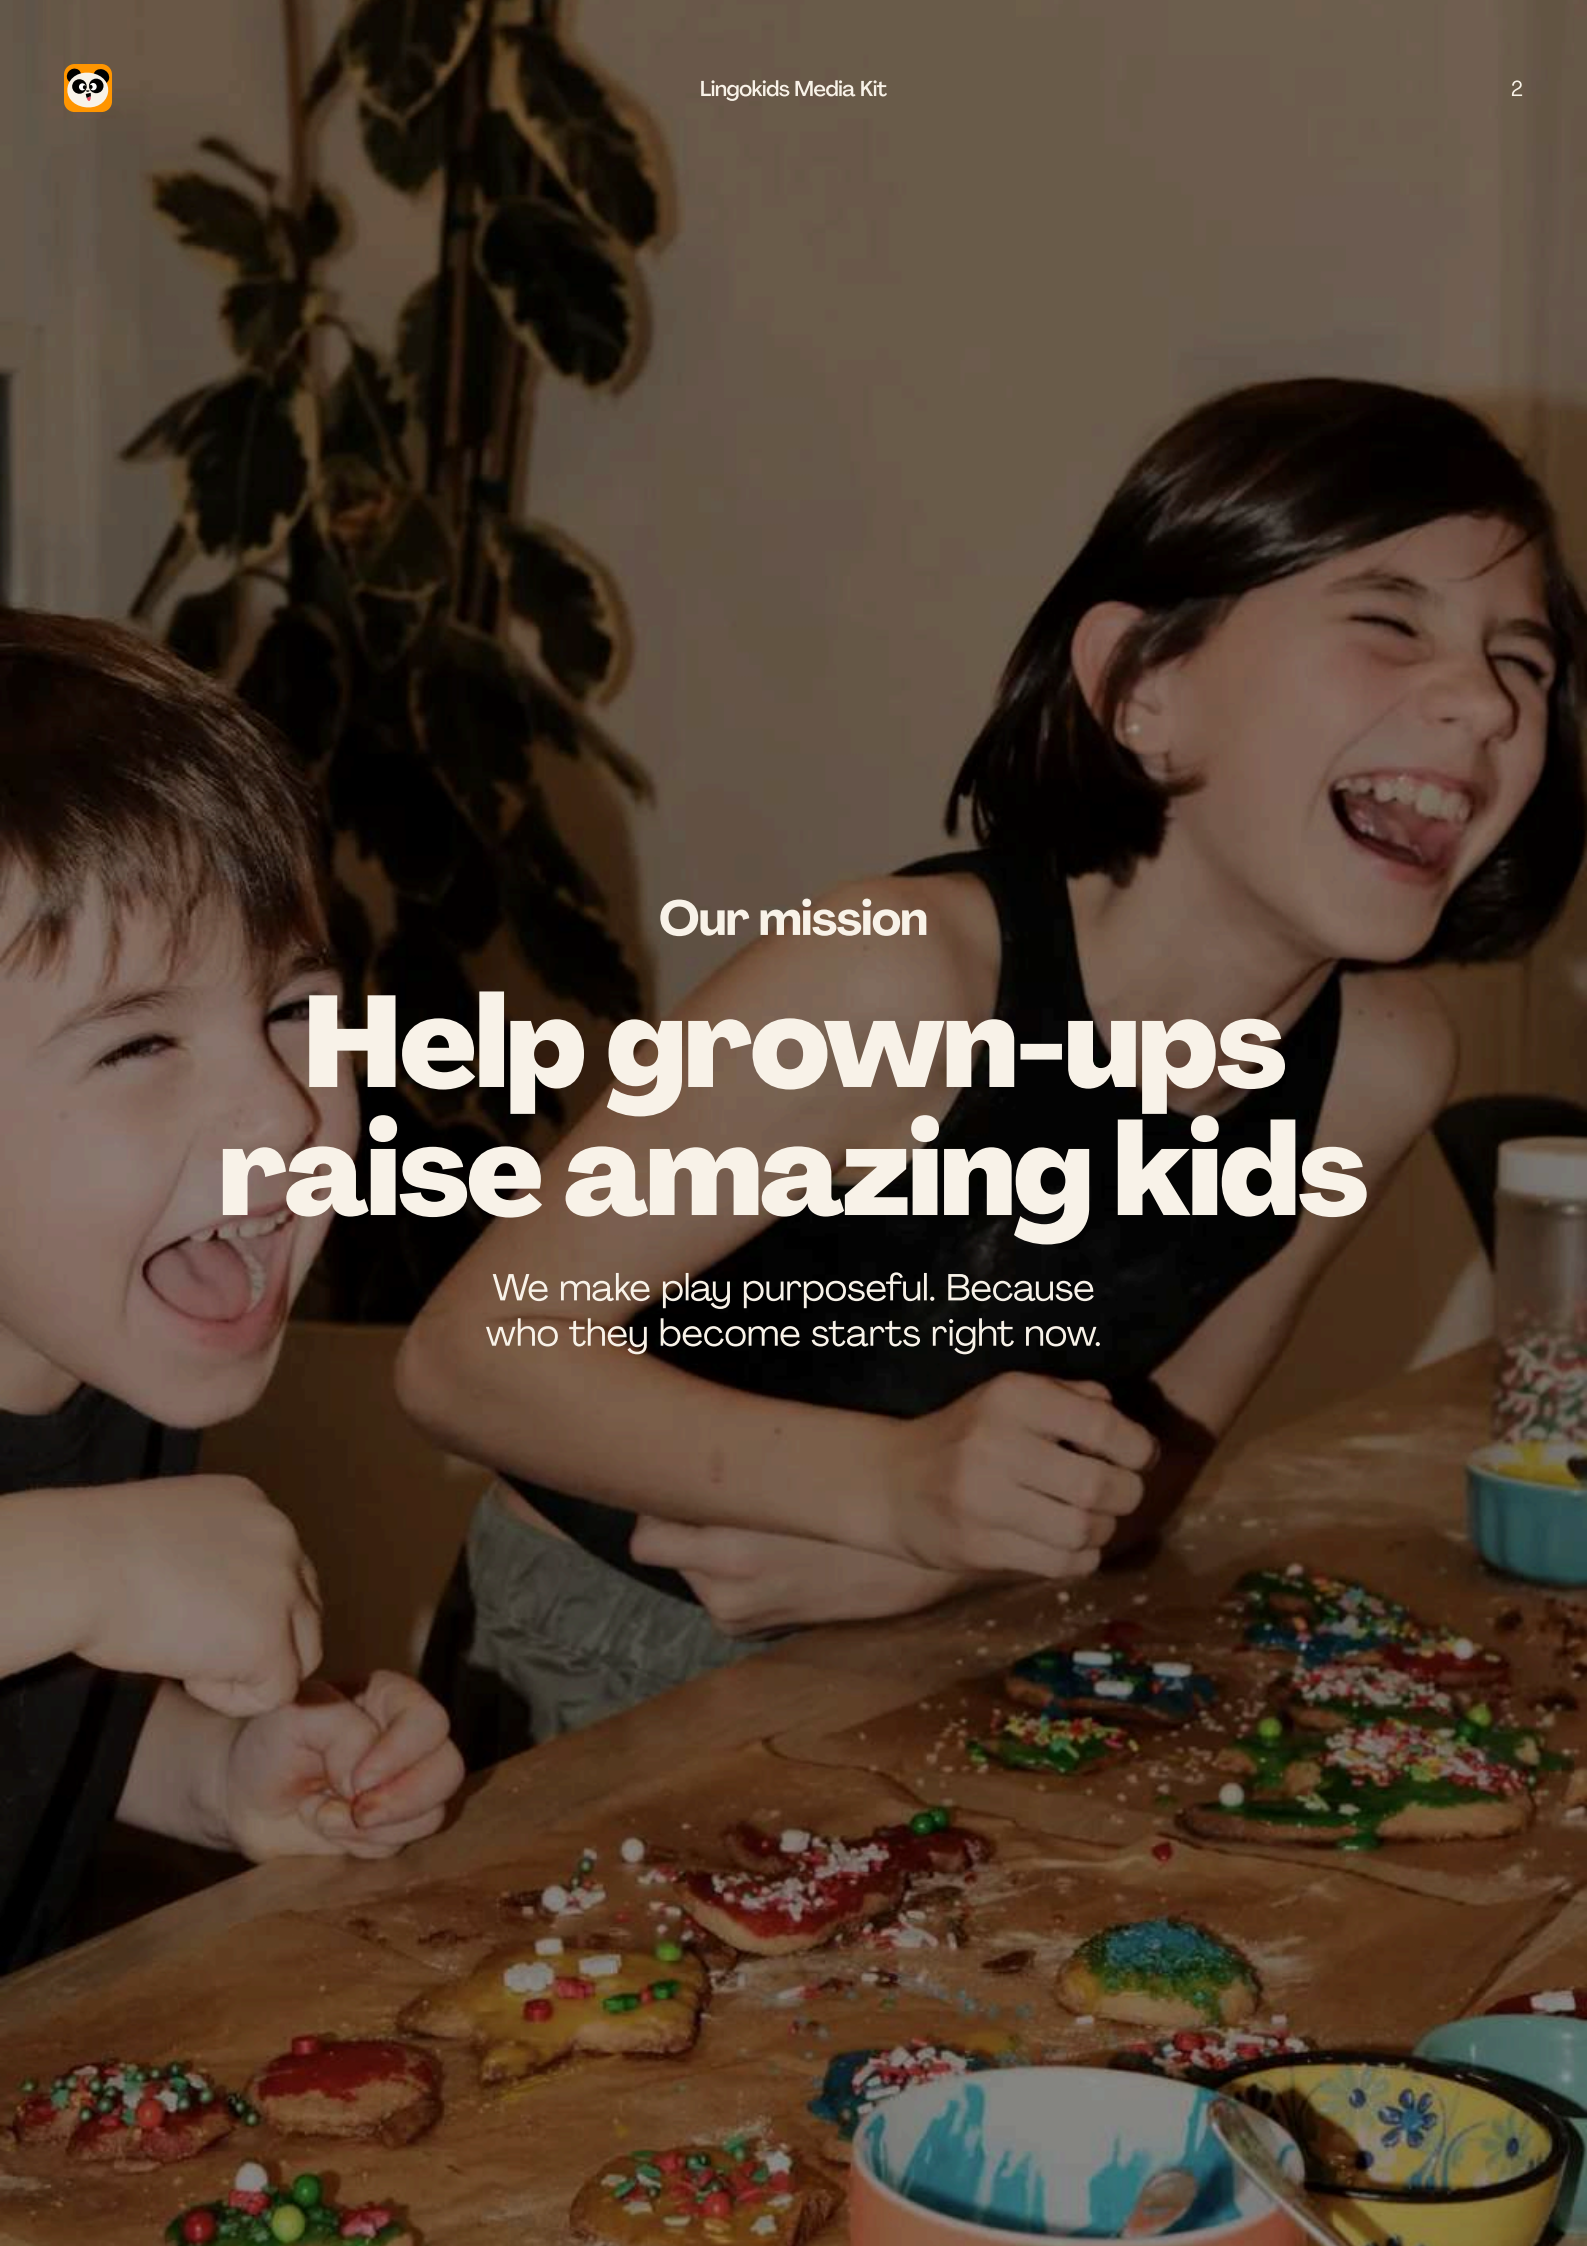 Lingokids Media Kit
2
Our mission
Help grown-ups
raise amazing kids
We make play purposeful. Because
who they become starts right now.